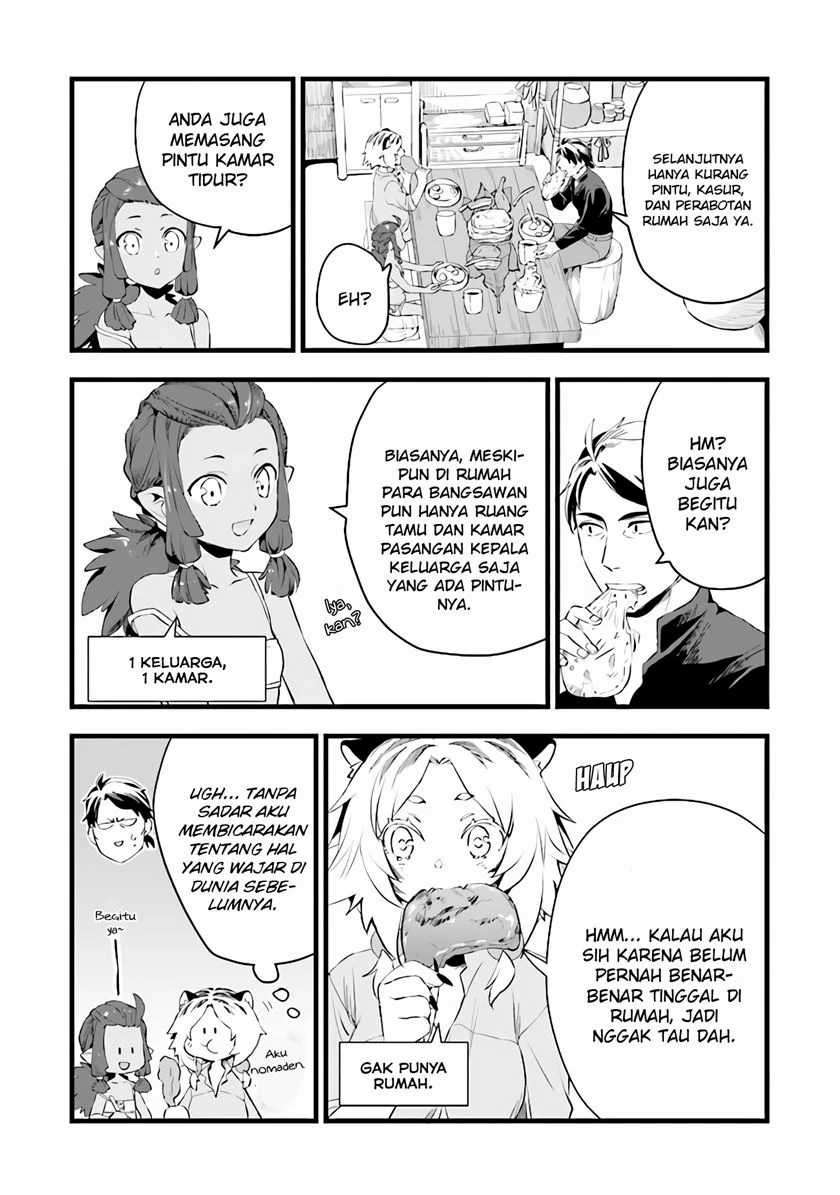 SELANJUTNYA
HANYA KURANG
PINTU, KASUR,
DAN PERABOTAN
RUMAH SAJA YA.
EH?
ANDA JUGA
MEMASANG
PINTU KAMAR
TIDUR?
HM?
BIASANYA
JUGA
BEGITU
KAN?
BIASANYA, MESKI-
PUN DI RUMAH
PARA BANGSAWAN
PUN HANYA RUANG
TAMU DAN KAMAR
PASANGAN KEPALA
KELUARGA SAJA
YANG ADA PINTU-
NYA.
Iya,
kan?
1 KELUARGA,
1 KAMAR.
HAUP
HMM... KALAU AKU
SIH KARENA BELUM
PERNAH BENAR-
BENAR TINGGAL DI
RUMAH, JADI
NGGAK TAU DAH.
GAK PUNYA
RUMAH.
UGH... TANPA
SADAR AKU
MEMBICARAKAN
TENTANG HAL
YANG WAJAR DI
DUNIA SEBE-
LUMNYA.
Begitu
ya~
Aku
nomaden.